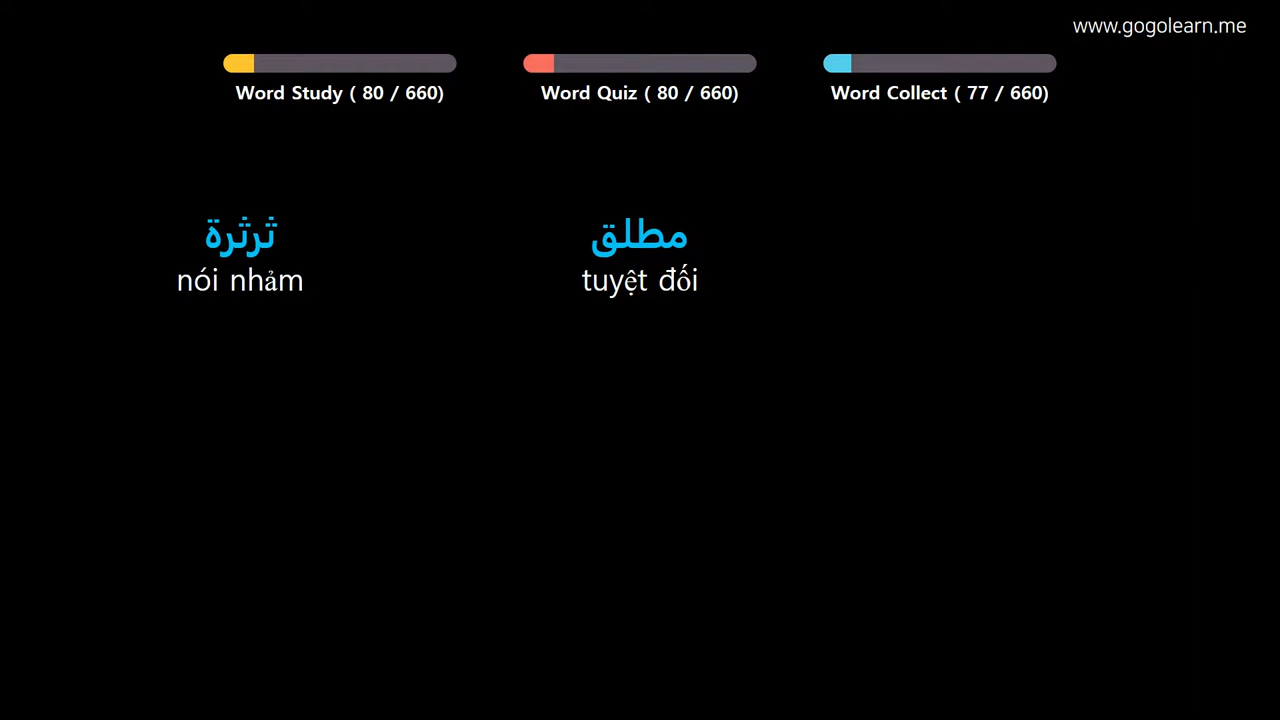 www.gogolearn.me
Word Study ( 80 / 660)
Word Quiz ( 80 / 660)
Word Collect ( 77 / 660)
ثرثرة
nói nhảm
مطلق
tuyệt đối